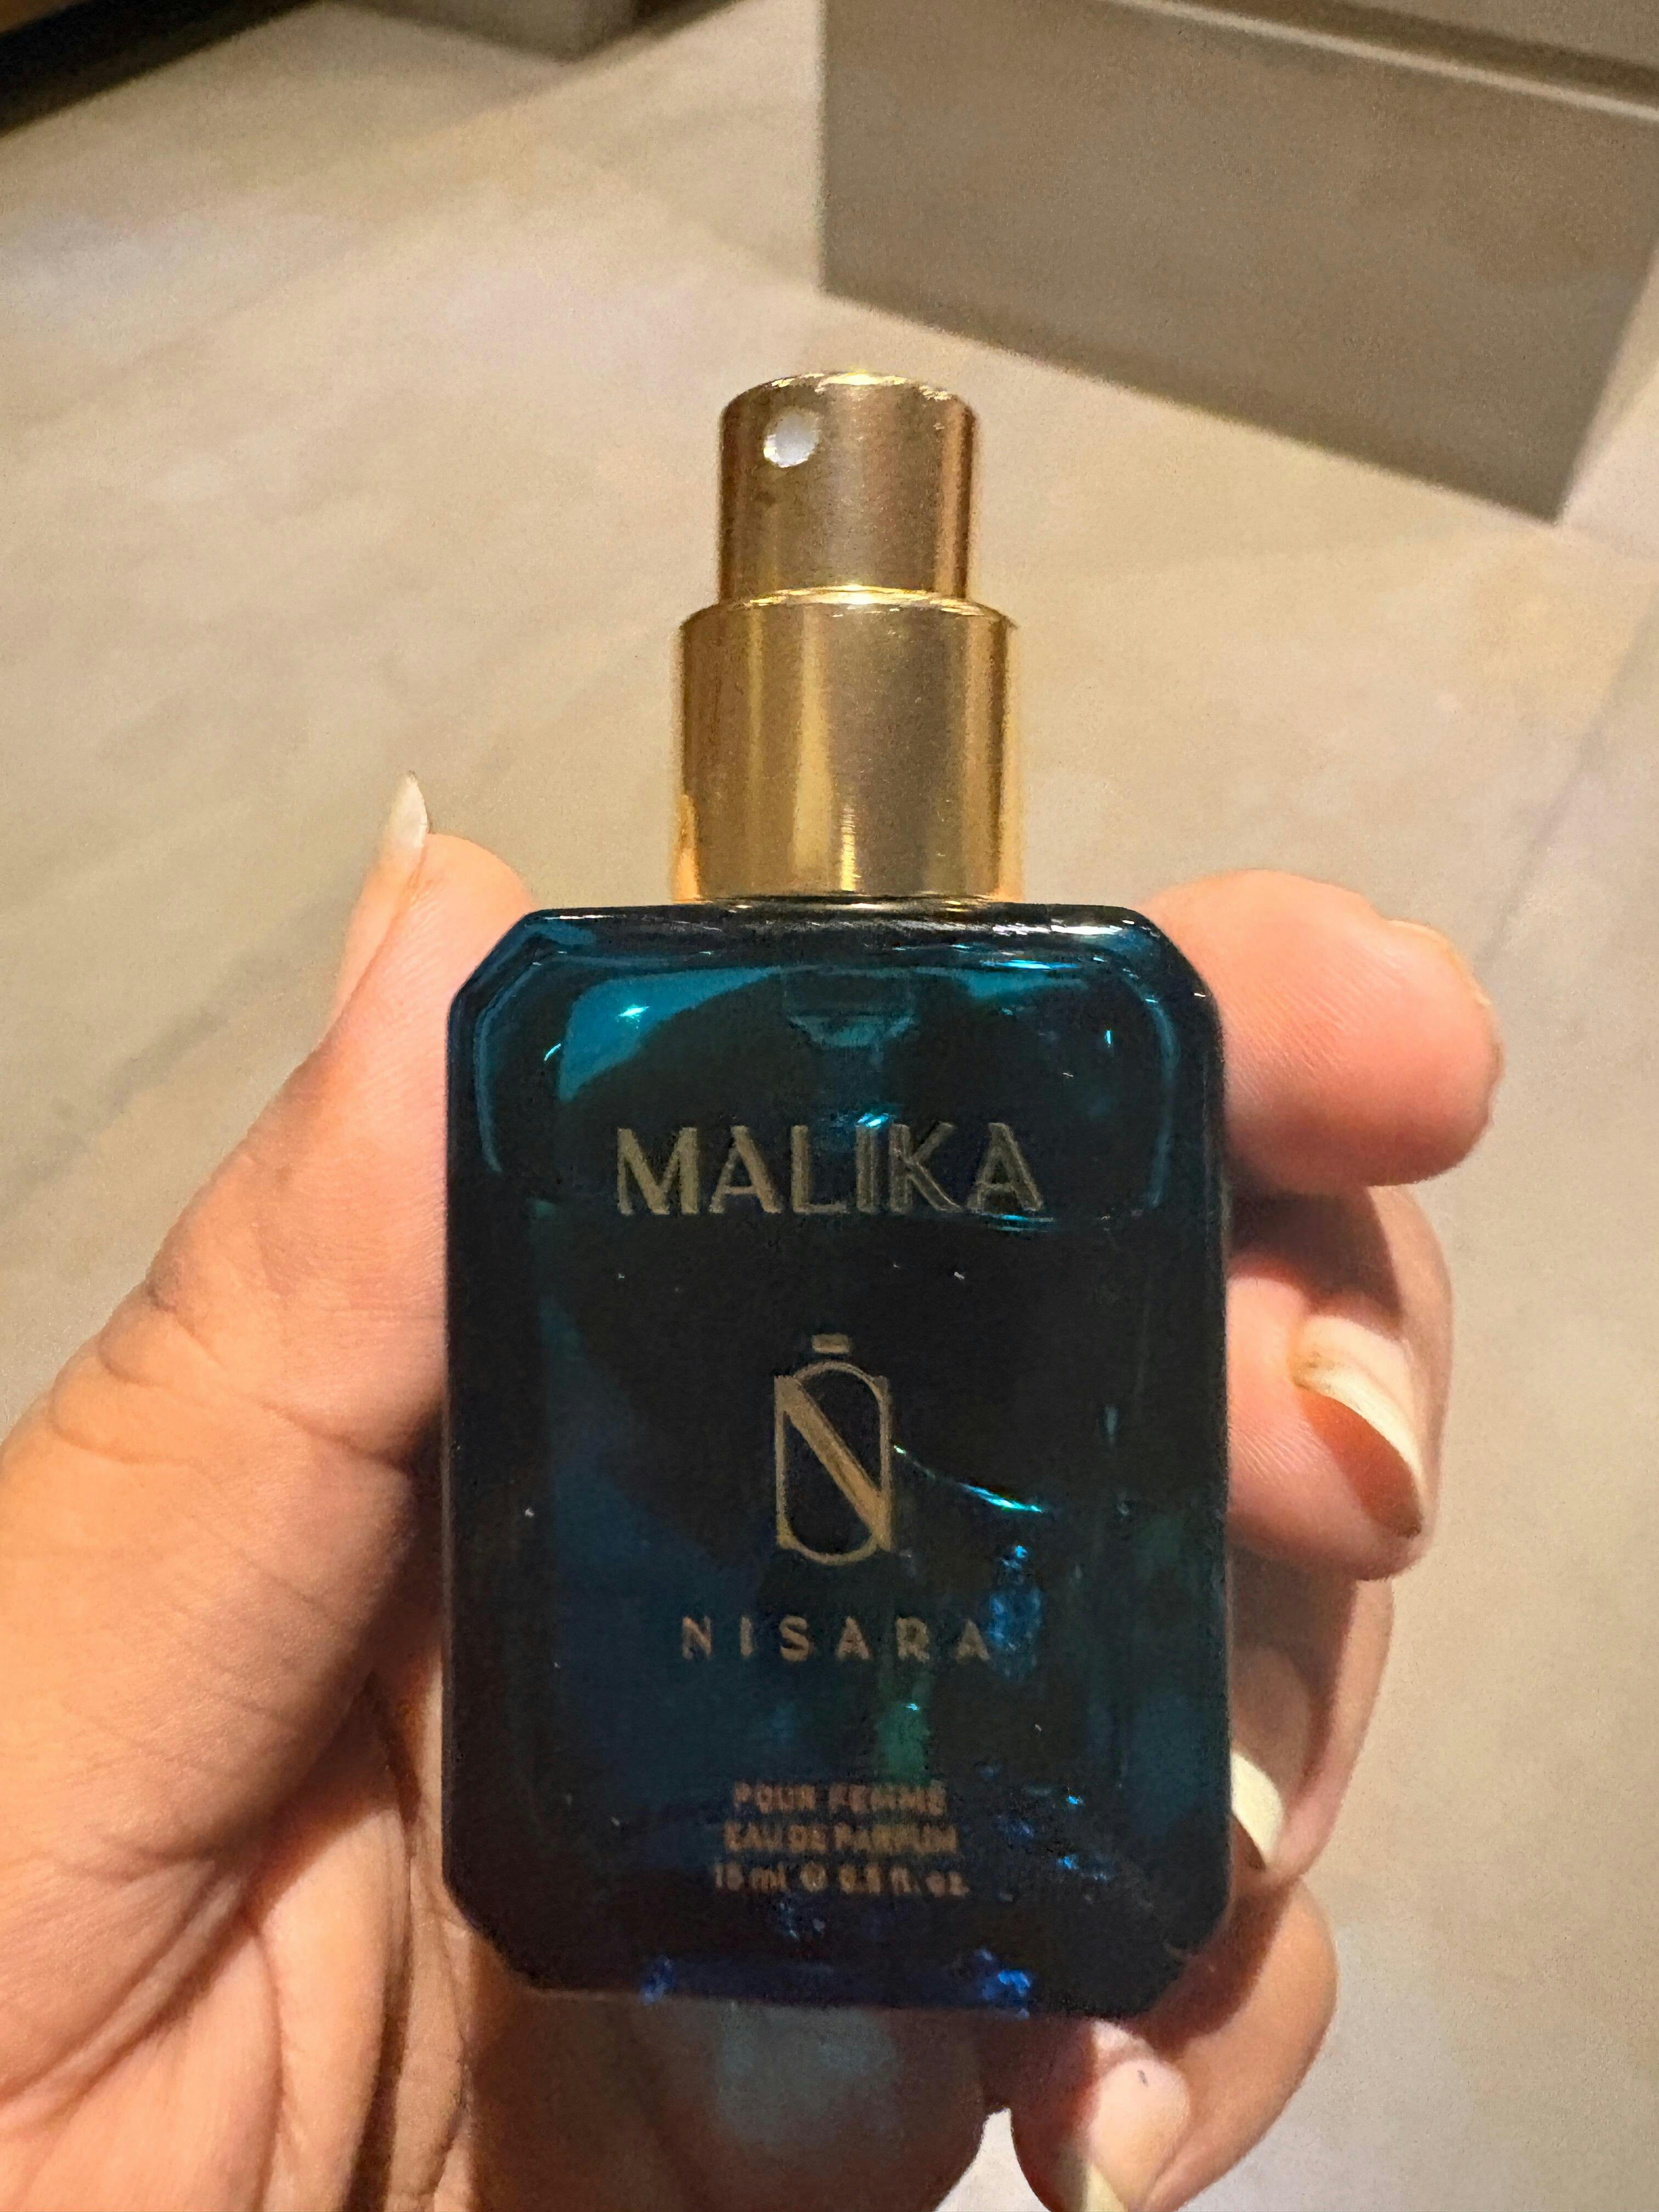 MALIKA
N
NISARA
POUR FEMME
EAU DE PARFUM
15 ml ℮ 0.5 fl. oz.